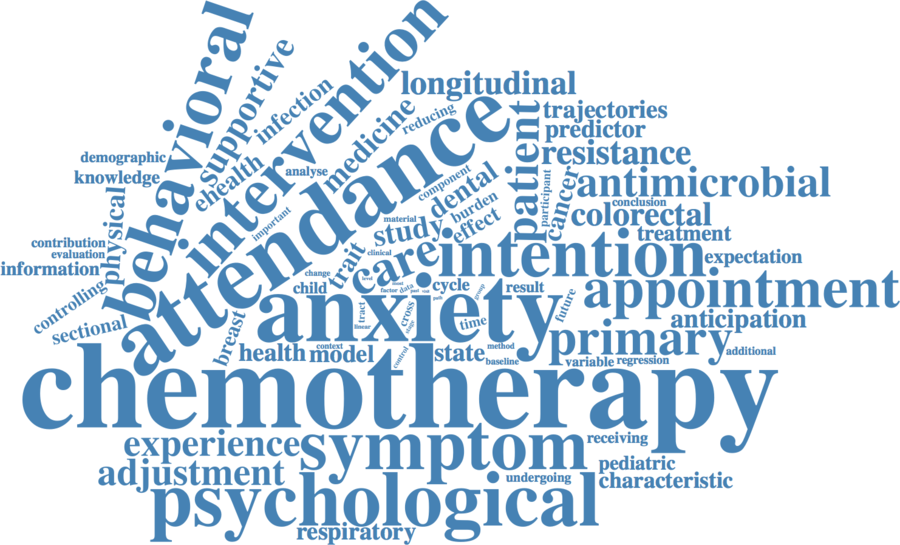 behavioral
supportive
intervention
infection
longitudinal
medicine
reducing
attendance
patient
trajectories
predictor
resistance
demographic
knowledge
ehealth
analyse
component
dental
participant
cancer
antimicrobial
conclusion
colorectal
physical
important
material
study
burden
effect
treatment
contribution
evaluation
information
trait
clinical
care
intention
expectation
controlling
change
child
level
factor
data
cycle
group
result
appointment
sectional
breast
tract
linear
anxiety
cross
stage
time
future
anticipation
primary
health
model
context
control
state
method
baseline
variable
regression
additional
chemotherapy
experience
symptom
receiving
adjustment
undergoing
pediatric
characteristic
psychological
respiratory